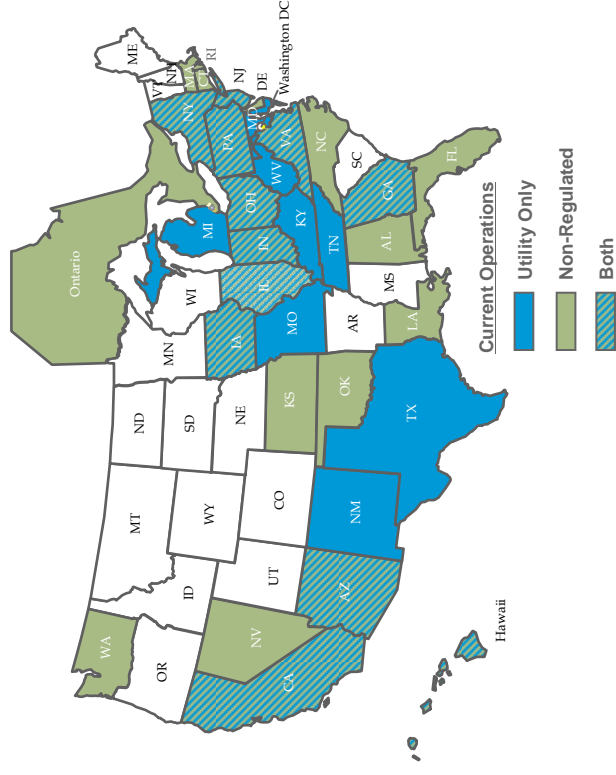 ME
VT
NH
MA
CT
RI
NY
NJ
PA
DE
MD
Washington DC
VA
WV
OH
NC
SC
GA
FL
Ontario
MI
IN
KY
TN
AL
IL
WI
MS
MO
AR
LA
IA
MN
KS
OK
TX
ND
SD
NE
MT
WY
CO
NM
ID
UT
AZ
WA
OR
NV
CA
Hawaii
Current Operations
Utility Only
Non-Regulated
Both